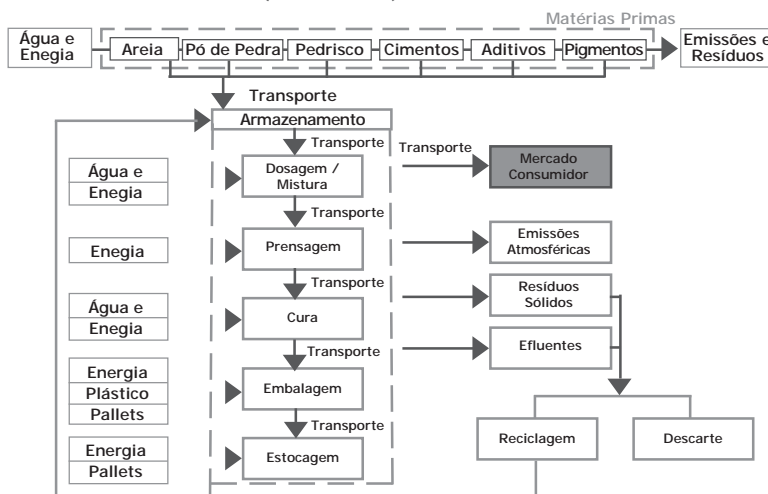 Matérias Primas
Água e
Enegia
Areia
Pó de Pedra
Pedrisco
Cimentos
Aditivos
Pigmentos
Emissões e
Resíduos
Transporte
Armazenamento
Transporte
Transporte
Mercado
Consumidor
Água e
Enegia
Dosagem /
Mistura
Transporte
Enegia
Prensagem
Emissões
Atmosféricas
Transporte
Resíduos
Sólidos
Água e
Enegia
Cura
Efluentes
Transporte
Energia
Plástico
Pallets
Embalagem
Transporte
Reciclagem
Descarte
Energia
Pallets
Estocagem